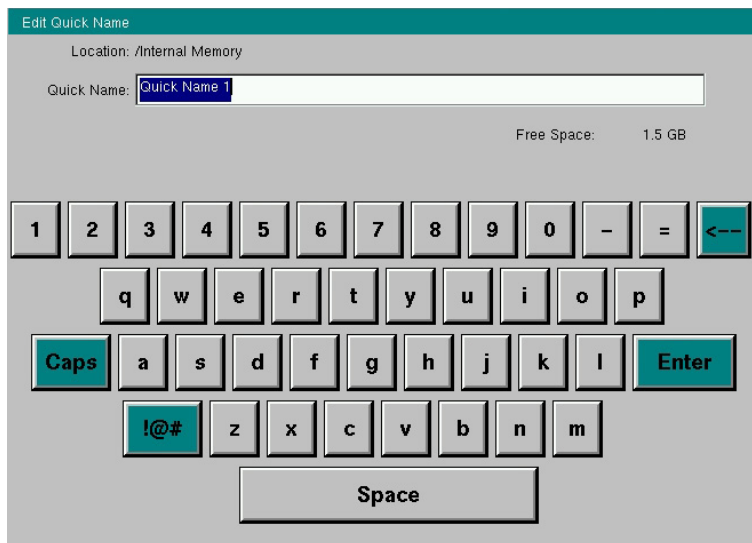 Edit Quick Name
Location: /Internal Memory
Quick Name: Quick Name 1
Free Space: 1.5 GB
1 2 3 4 5 6 7 8 9 0 - = <--
q w e r t y u i o p
Caps a s d f g h j k l Enter
!@# z x c v b n m
Space